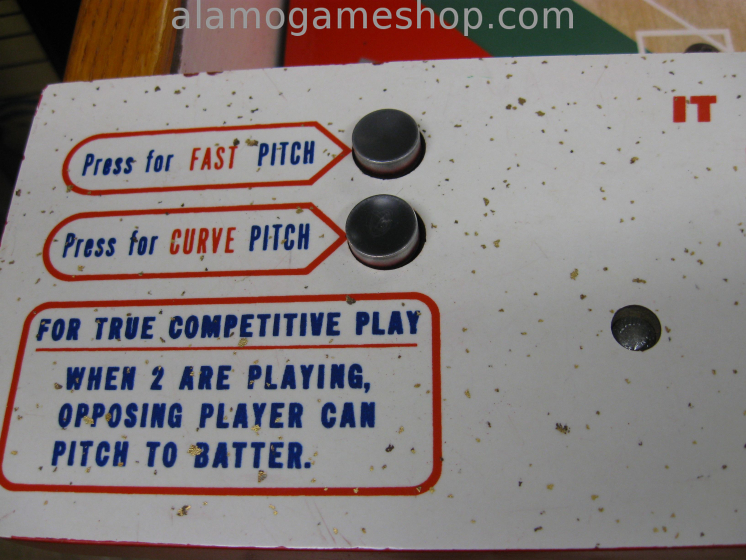 alamogameshop.com
IT
Press for FAST PITCH
Press for CURVE PITCH
FOR TRUE COMPETITIVE PLAY
WHEN 2 ARE PLAYING,
OPPOSING PLAYER CAN
PITCH TO BATTER.